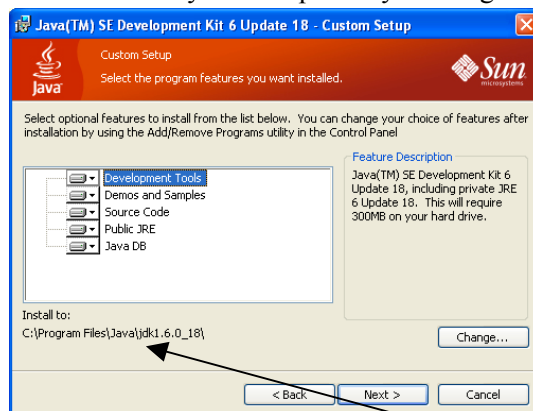 Java(TM) SE Development Kit 6 Update 18 - Custom Setup
Custom Setup
Select the program features you want installed.
Java
Sun
microsystems
Select optional features to install from the list below. You can change your choice of features after
installation by using the Add/Remove Programs utility in the Control Panel
Development Tools
Demos and Samples
Source Code
Public JRE
Java DB
Feature Description
Java(TM) SE Development Kit 6
Update 18, including private JRE
6 Update 18. This will require
300MB on your hard drive.
Install to:
C:\Program Files\Java\jdk1.6.0_18\
Change...
< Back
Next >
Cancel